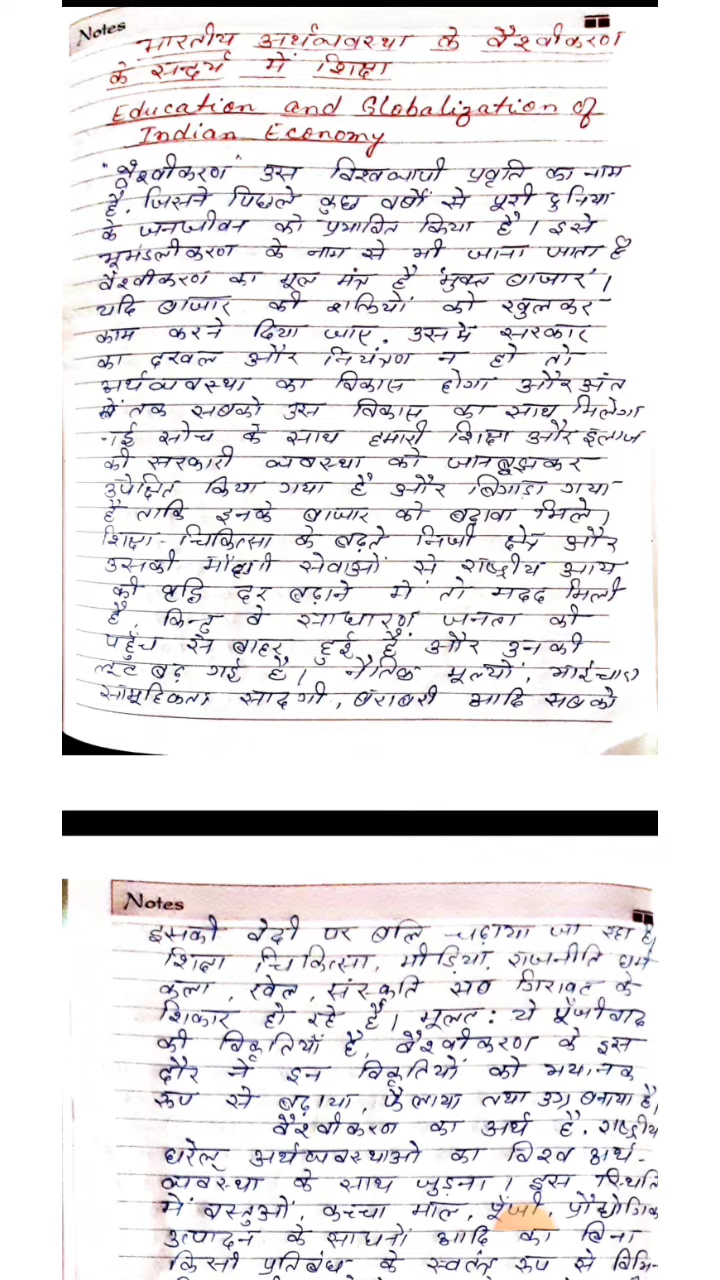 Notes
भारतीय अर्थव्यवस्था के वैश्वीकरण
के सन्दर्भ में शिक्षा
Education and Globalization of
Indian Economy
"वैश्वीकरण" उस विश्वव्यापी प्रवृति का नाम
है, जिसने पिछले कुछ वर्षों से पूरी दुनिया
के जनजीवन को प्रभावित किया है। इसे
भूमंडलीकरण के नाम से भी जाना जाता है
वैश्वीकरण का मूल मंत्र है "मुक्त बाजार"।
यदि बाजार की शक्तियों को खुलकर
काम करने दिया जाए, उसमें सरकार
का दखल और नियंत्रण न हो तो
अर्थव्यवस्था का विकास होगा और अंत
में तक सबको उस विकास का साथ मिलेगा
नई सोच के साथ हमारी शिक्षा और इलाज
की सरकारी व्यवस्था को जानबुझकर
उपेक्षित किया गया है और बिगाड़ा गया
है ताकि इनके बाजार को बढ़ावा मिले।
शिक्षा-चिकित्सा के बढ़ते निजी क्षेत्र और
उसकी सेवाओं से राष्ट्रीय आय
की वृद्धि दर बढ़ाने में तो मदद मिली
है, किन्तु वे साधारण जनता की
पहुंच से बाहर हुई हैं और उनकी
लूट बढ़ गई है। नैतिक मूल्यों, भाईचारा
सामूहिकता सादगी, बराबरी आदि सबको
Notes
इसकी वेदी पर बलि चढ़ाया जा रहा है,
शिक्षा चिकित्सा, मीडिया, राजनीति धर्म
कला, खेल, संस्कृति सब गिरावट के
शिकार हो रहे हैं। मूलत: ये पूँजीवाद
की विकृतियाँ है, वैश्वीकरण के इस
दौर ने इन विकृतियों को भयानक
रूप से बढ़ाया, फैलाया तथा उग्र बनाया है,
वैश्वीकरण का अर्थ है, राष्ट्रीय
घरेलू अर्थव्यवस्थाओ का विश्व अर्थ-
व्यवस्था के साथ जुड़ना। इस स्थिति
में वस्तुओं, कच्चा माल, पूँजी, प्रौद्योगिक
उत्पादन के साधनों आदि का बिना
किसी प्रतिबंध के स्वतंत्र रूप से विभि-